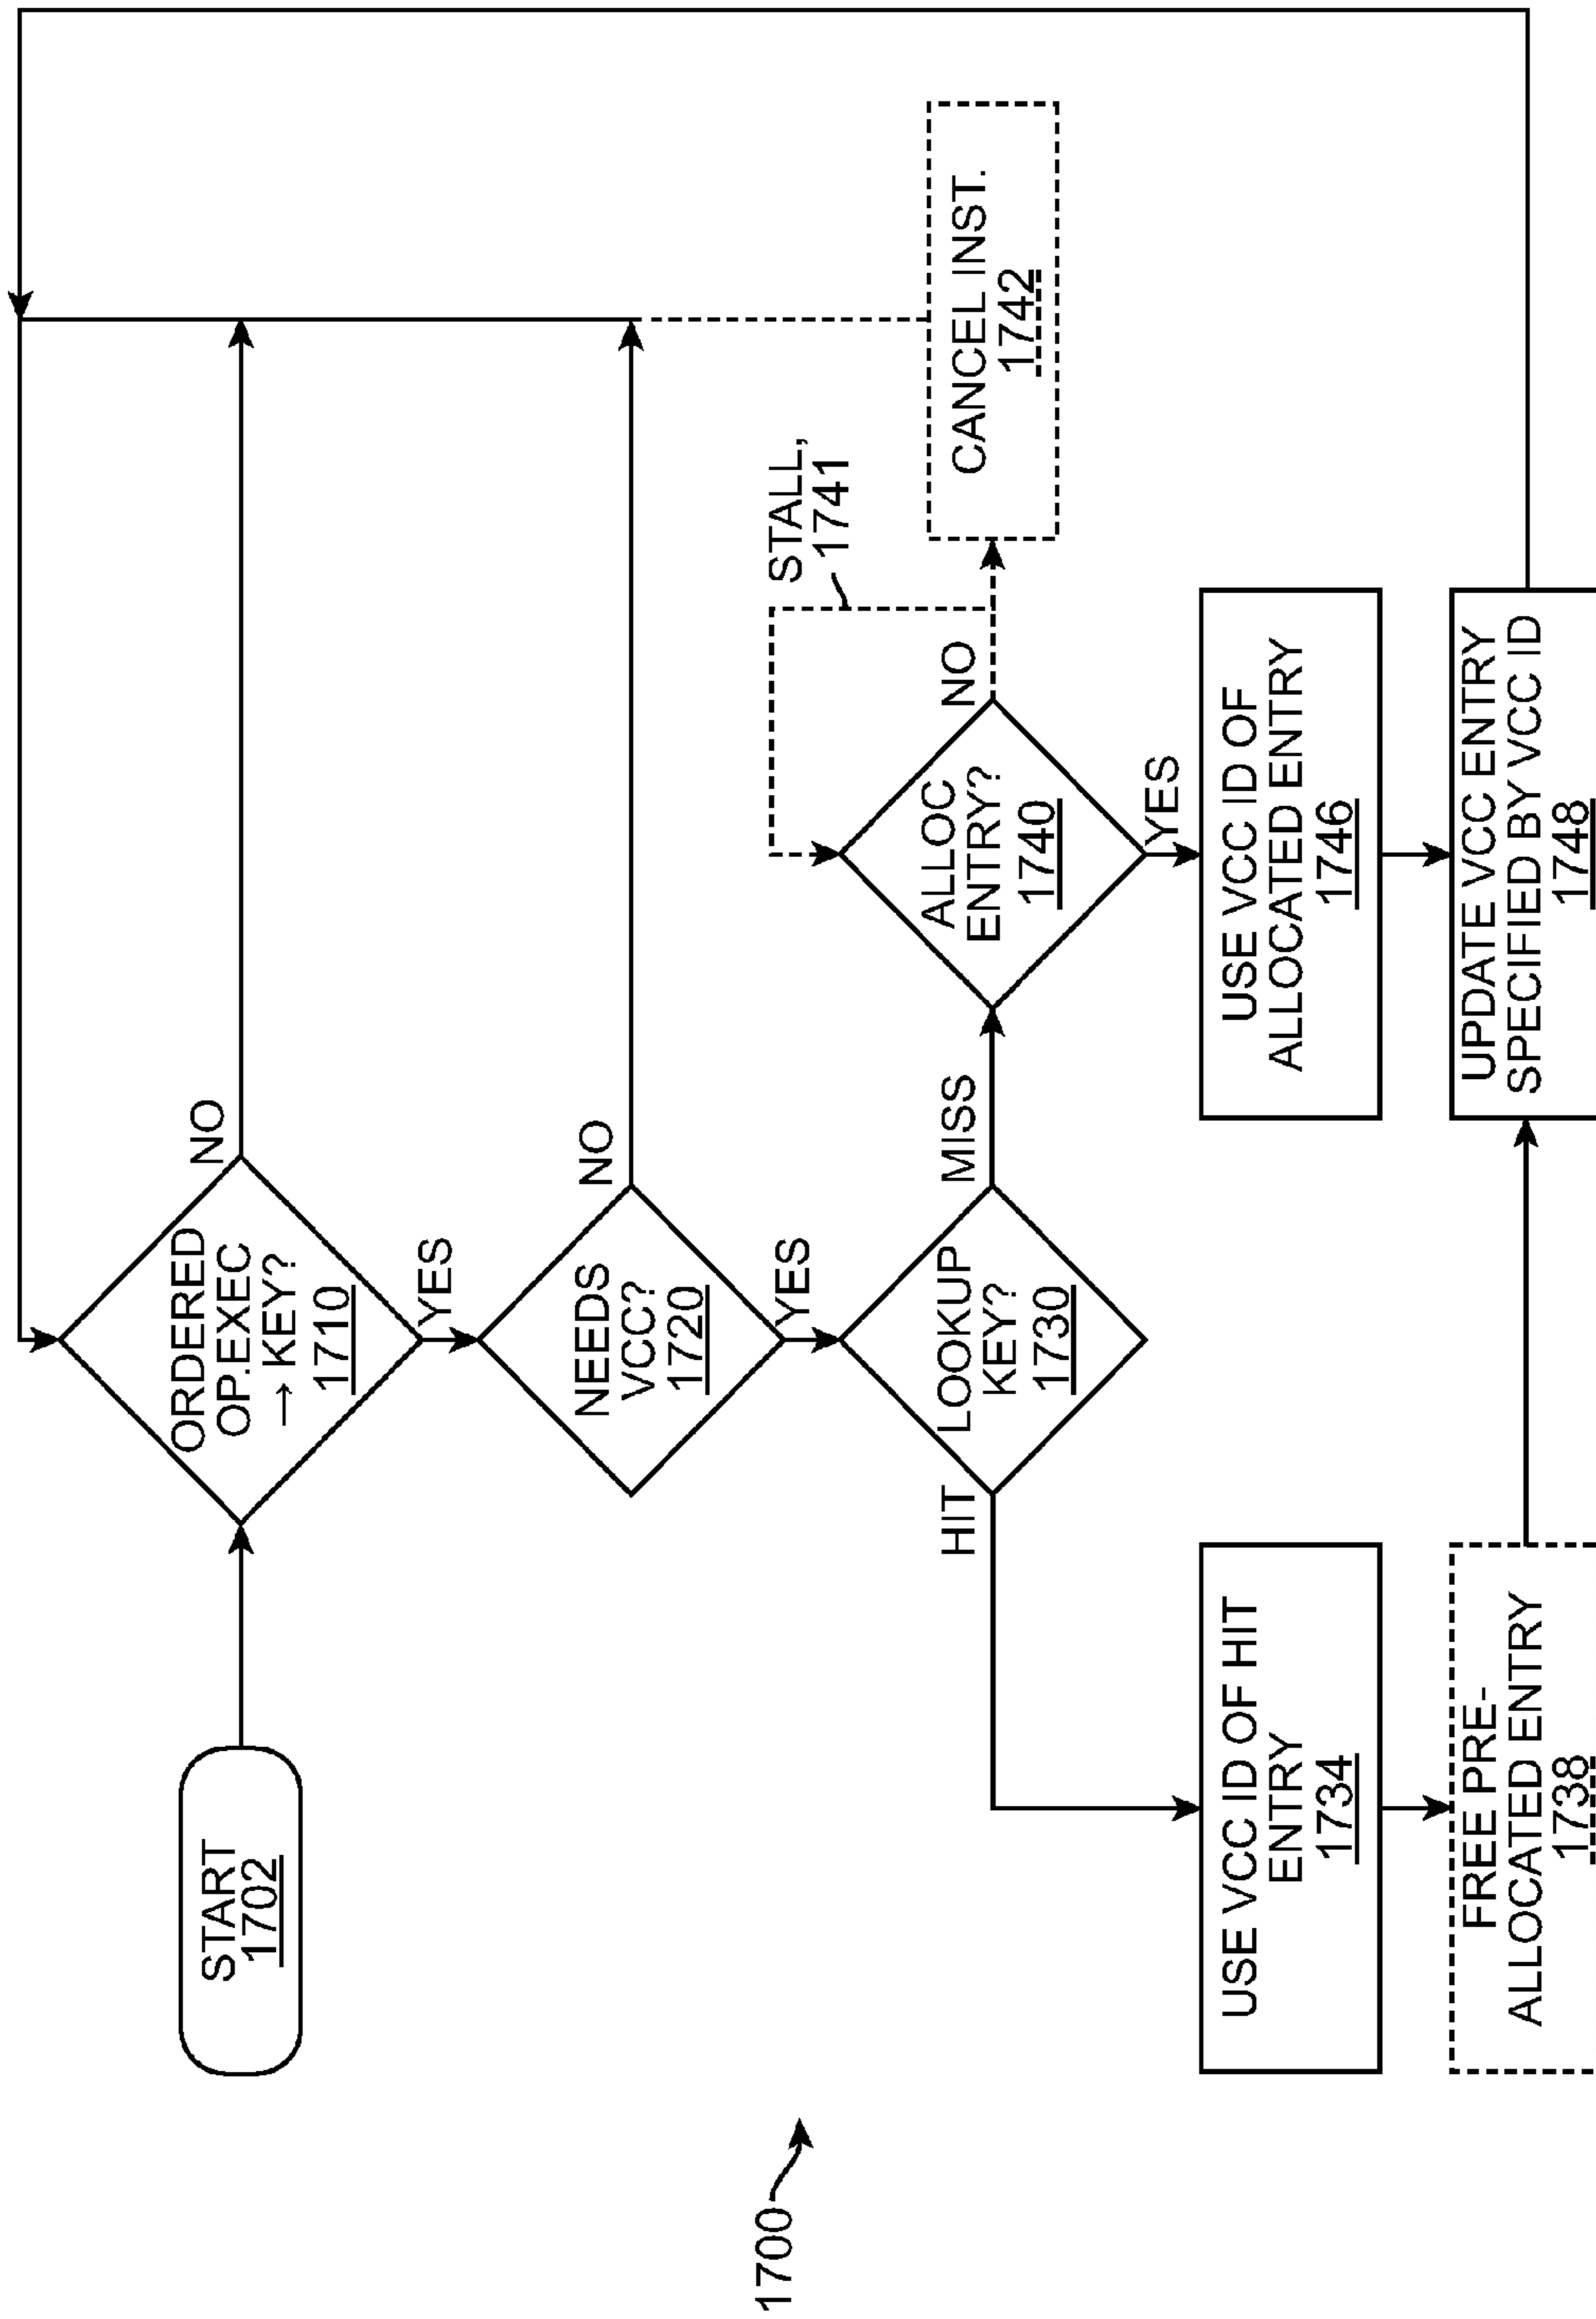 1700
START
1702
ORDERED
OP.EXEC
→ KEY?
1710
NO
YES
NEEDS
VCC?
1720
NO
YES
LOOKUP
KEY?
1730
HIT
MISS
STALL,
1741
ALLOC
ENTRY?
1740
NO
YES
CANCEL INST.
1742
USE VCC ID OF HIT
ENTRY
1734
USE VCC ID OF
ALLOCATED ENTRY
1746
FREE PRE-
ALLOCATED ENTRY
1738
UPDATE VCC ENTRY
SPECIFIED BY VCC ID
1748